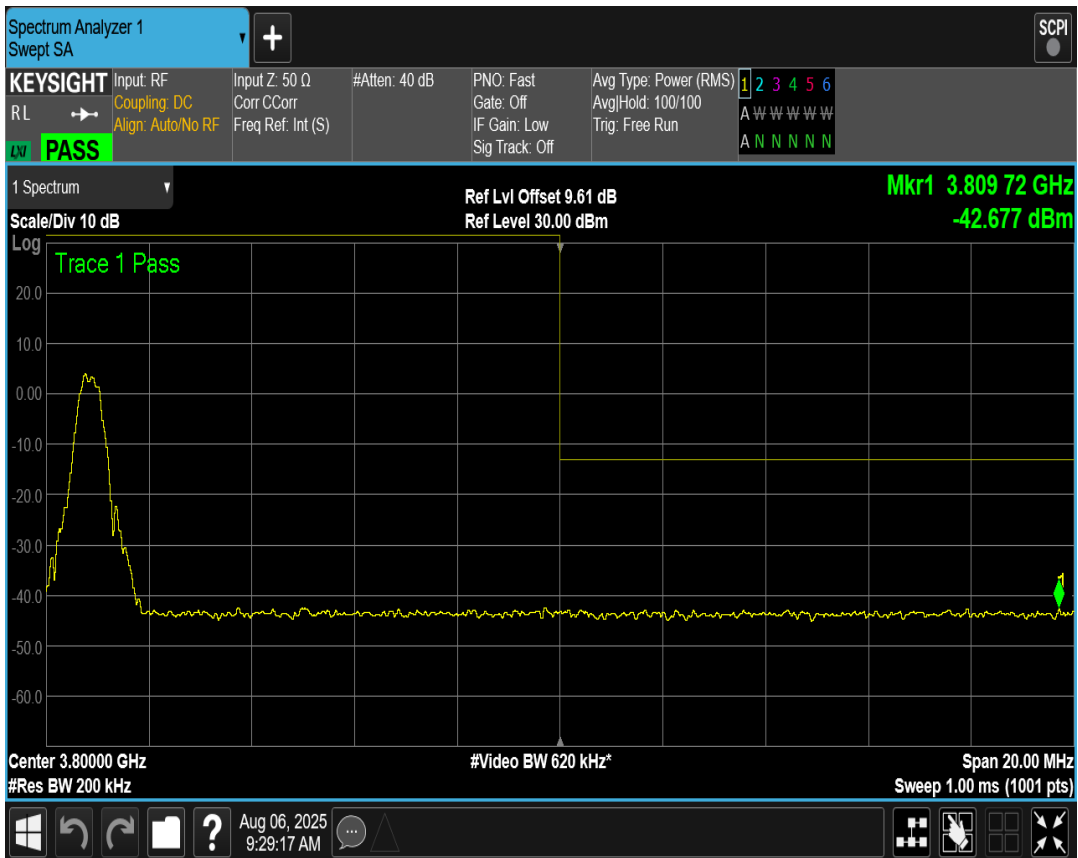 Spectrum Analyzer 1
Swept SA
SCPI
KEYSIGHT
R L
LXI PASS
Input: RF
Coupling: DC
Align: Auto/No RF
Input Z: 50 Ω
Corr CCorr
Freq Ref: Int (S)
#Atten: 40 dB
PNO: Fast
Gate: Off
IF Gain: Low
Sig Track: Off
Avg Type: Power (RMS)
Avg|Hold: 100/100
Trig: Free Run
1 2 3 4 5 6
A W W W W W
A N N N N N
1 Spectrum
Scale/Div 10 dB
Ref Lvl Offset 9.61 dB
Ref Level 30.00 dBm
Mkr1 3.809 72 GHz
-42.677 dBm
Log
Trace 1 Pass
20.0
10.0
0.00
-10.0
-20.0
-30.0
-40.0
-50.0
-60.0
1
Center 3.80000 GHz
#Res BW 200 kHz
#Video BW 620 kHz*
Span 20.00 MHz
Sweep 1.00 ms (1001 pts)
?
Aug 06, 2025
9:29:17 AM